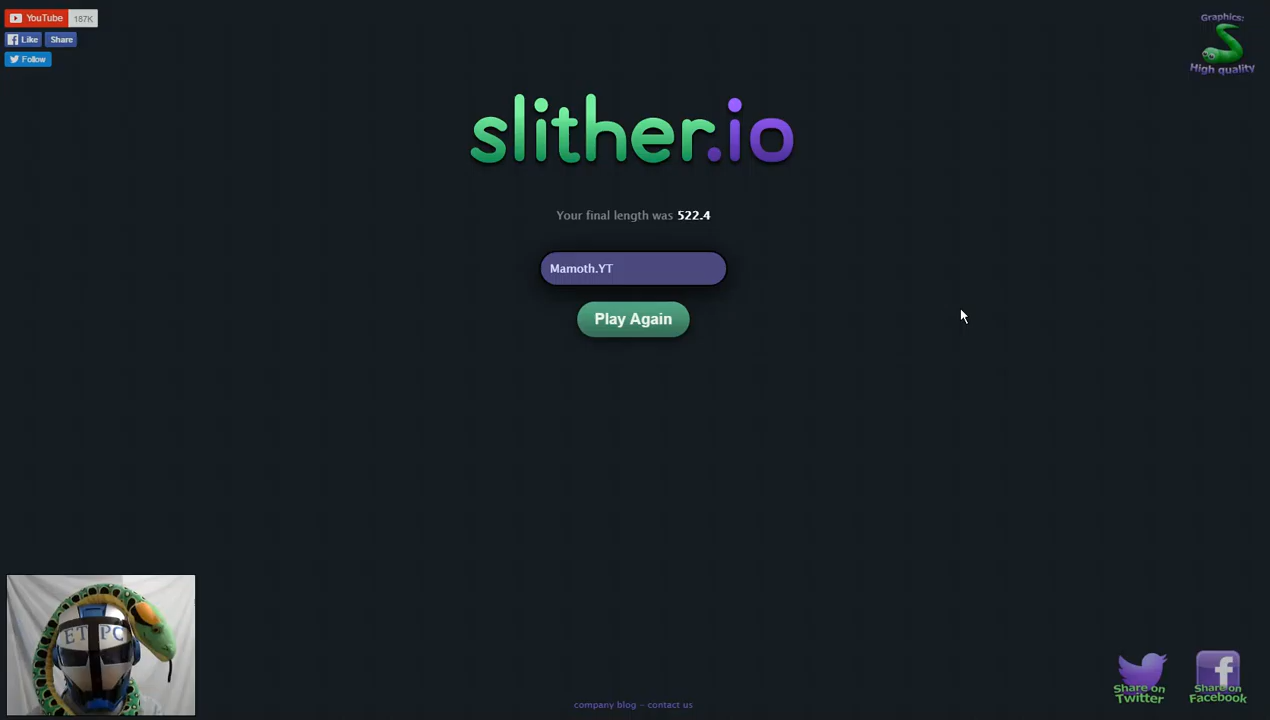 YouTube 187K
Like Share
Follow
Graphics:
High quality
slither.io
Your final length was 522.4
Mamoth.YT
Play Again
ET PC
Share on
Twitter
Share on
Facebook
company blog – contact us